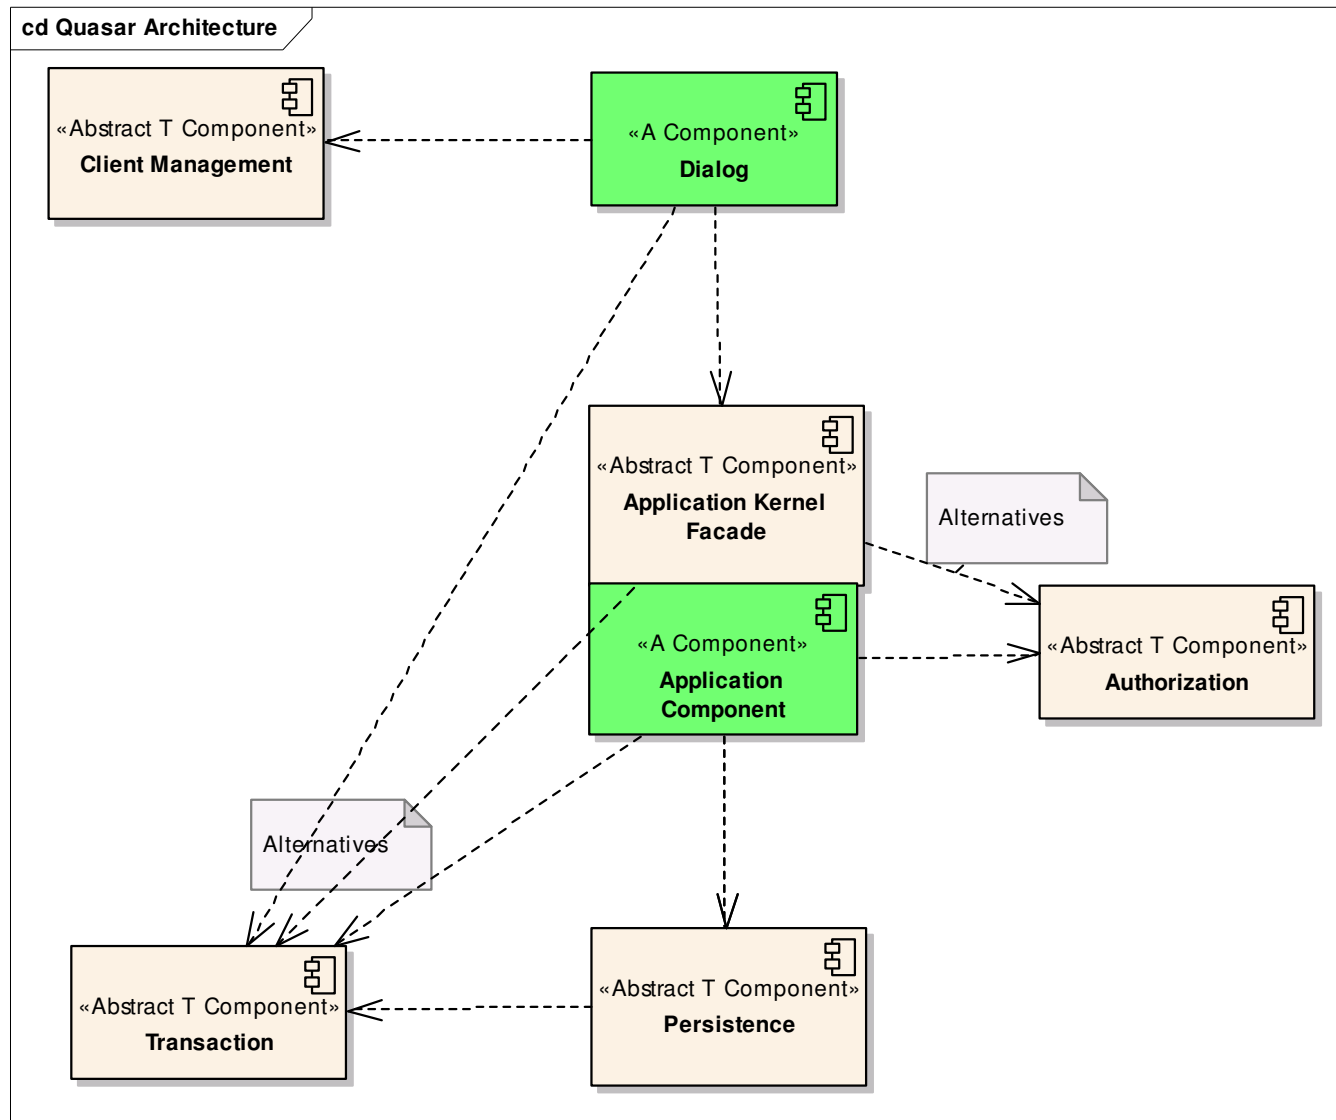 cd Quasar Architecture
«Abstract T Component»
Client Management
«A Component»
Dialog
«Abstract T Component»
Application Kernel
Facade
Alternatives
«A Component»
Application
Component
«Abstract T Component»
Authorization
Alternatives
«Abstract T Component»
Transaction
«Abstract T Component»
Persistence